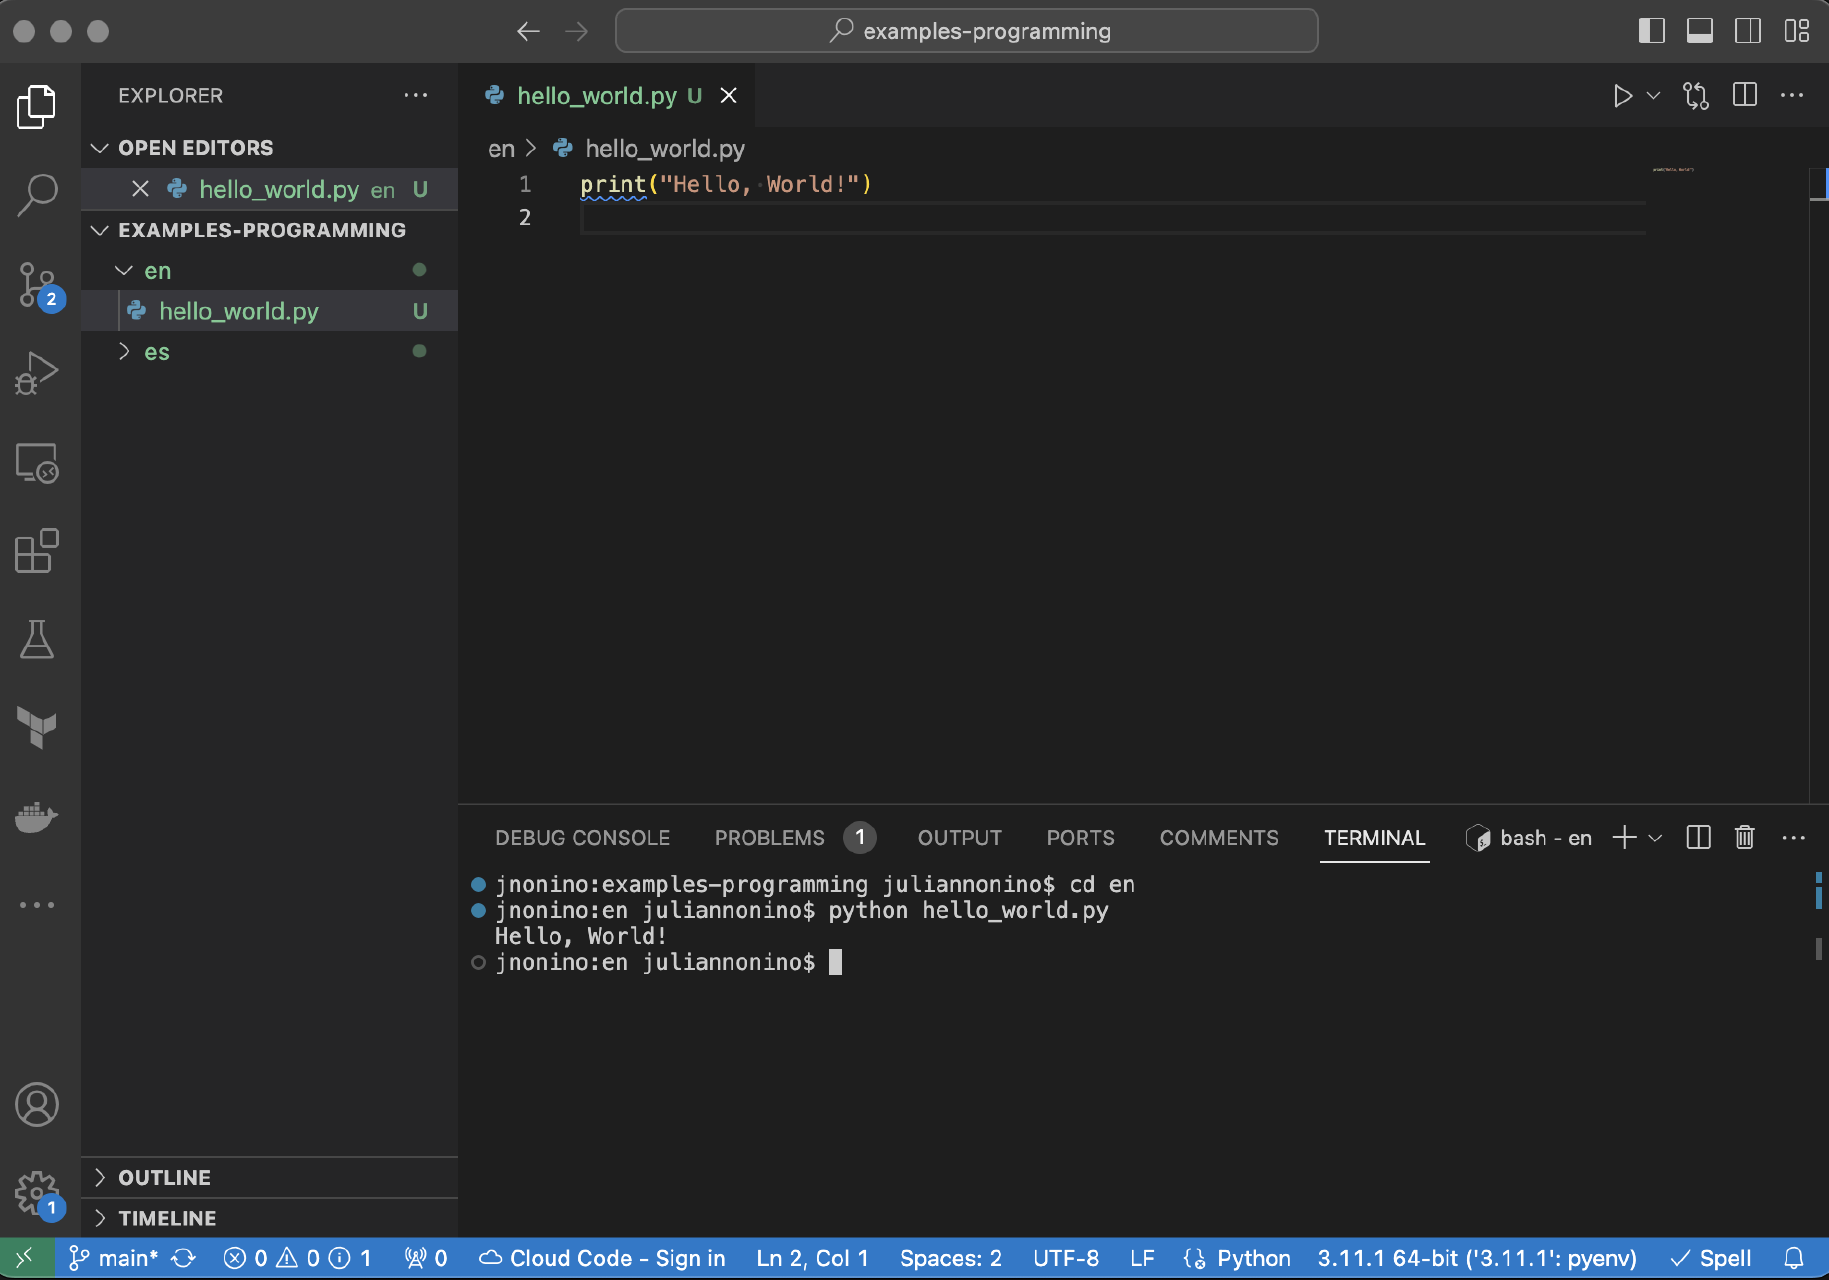 examples-programming
EXPLORER
hello_world.py U
OPEN EDITORS
hello_world.py en U
EXAMPLES-PROGRAMMING
en
hello_world.py U
es
2
en > hello_world.py
1 print("Hello, World!")
2
DEBUG CONSOLE PROBLEMS 1 OUTPUT PORTS COMMENTS TERMINAL bash - en
jnonino:examples-programming juliannonino$ cd en
jnonino:en juliannonino$ python hello_world.py
Hello, World!
jnonino:en juliannonino$
OUTLINE
TIMELINE
1
main* 0 0 1 0 Cloud Code - Sign in Ln 2, Col 1 Spaces: 2 UTF-8 LF Python 3.11.1 64-bit ('3.11.1': pyenv) Spell